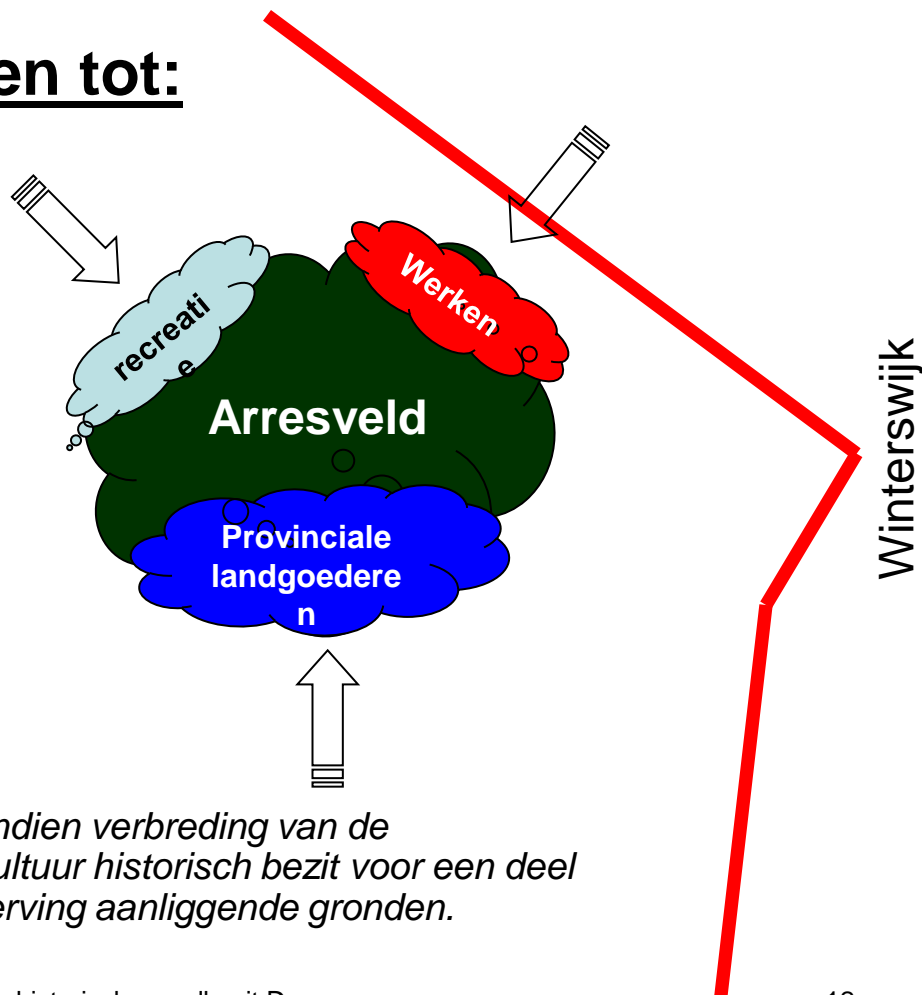 en tot:
recreati
e
Werken
Arresveld
Provinciale
landgoedere
n
Winterswijk
ndien verbreding van de
ultuur historisch bezit voor een deel
erving aanliggende gronden.